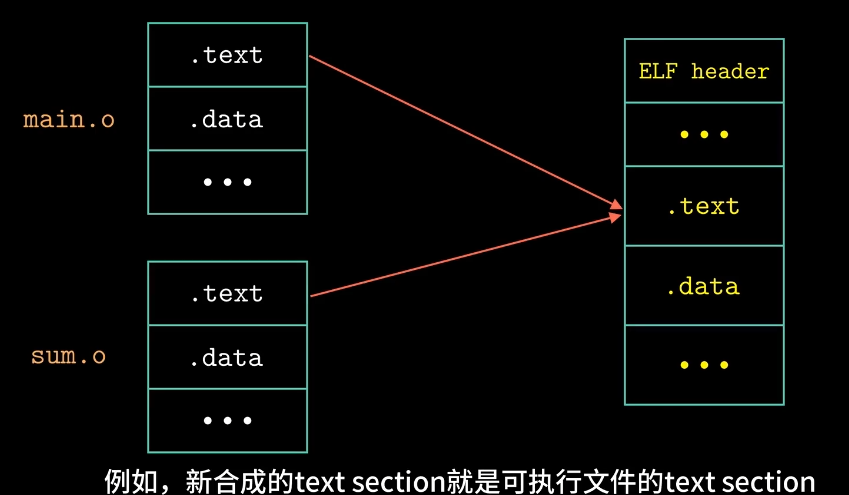 main.o
.text
.data
...
sum.o
.text
.data
...
ELF header
...
.text
.data
...
例如，新合成的text section就是可执行文件的text section